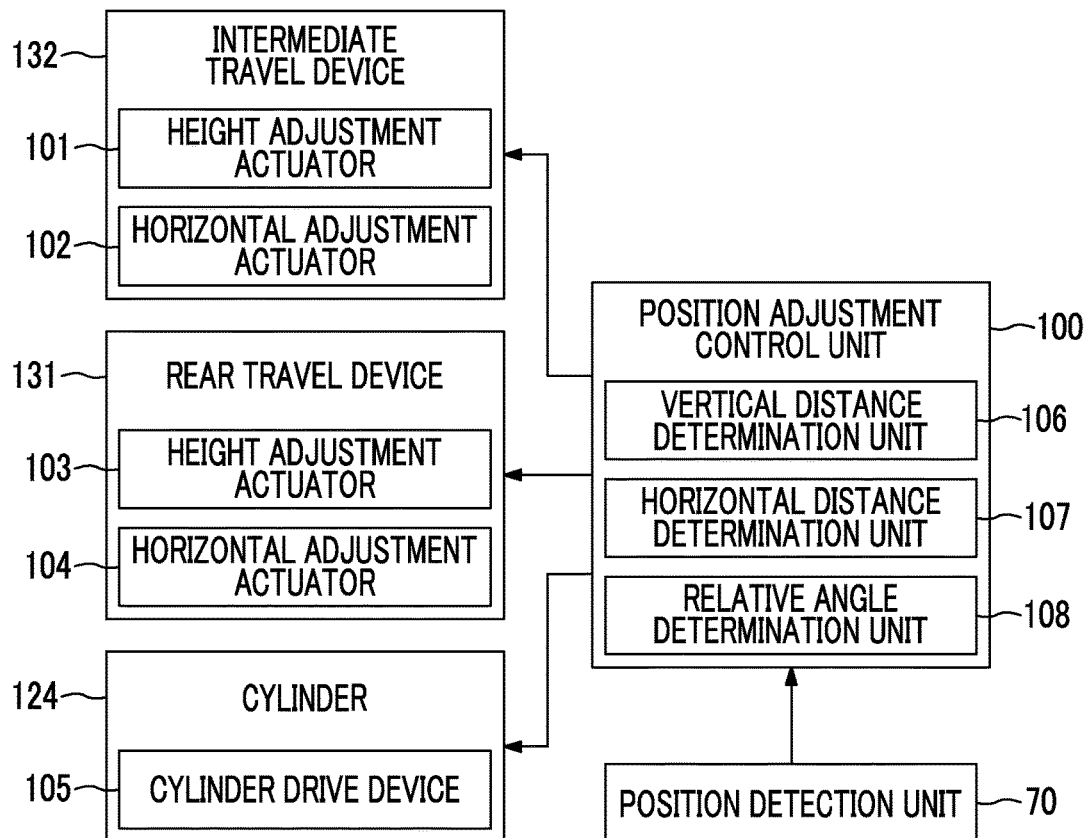 132
INTERMEDIATE
TRAVEL DEVICE
101
HEIGHT ADJUSTMENT
ACTUATOR
102
HORIZONTAL ADJUSTMENT
ACTUATOR
131
REAR TRAVEL DEVICE
103
HEIGHT ADJUSTMENT
ACTUATOR
104
HORIZONTAL ADJUSTMENT
ACTUATOR
124
CYLINDER
105
CYLINDER DRIVE DEVICE
POSITION ADJUSTMENT
CONTROL UNIT
100
VERTICAL DISTANCE
DETERMINATION UNIT
106
HORIZONTAL DISTANCE
DETERMINATION UNIT
107
RELATIVE ANGLE
DETERMINATION UNIT
108
POSITION DETECTION UNIT
70